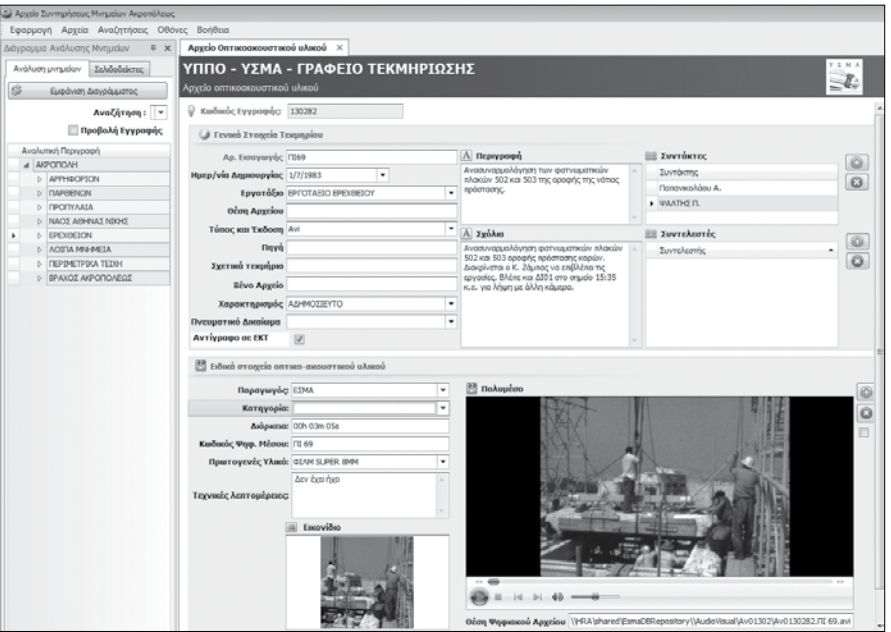 Αρχείο Συντηρήσεως Μνημείων Ακροπόλεως
Εφαρμογή Αρχεία Αναζητήσεις Οθόνες Βοήθεια
Διάγραμμα Ανάλυσης Μνημείων
Ανάλυση μνημείων Σελιδοδείκτες
Εμφάνιση Διαγράμματος
Αναζήτηση :
Προβολή Εγγραφής
Αναλυτική Περιγραφή
ΑΚΡΟΠΟΛΗ
ΑΡΡΗΦΟΡΙΟΝ
ΠΑΡΘΕΝΩΝ
ΠΡΟΠΥΛΑΙΑ
ΝΑΟΣ ΑΘΗΝΑΣ ΝΙΚΗΣ
ΕΡΕΧΘΕΙΟΝ
ΛΟΙΠΑ ΜΝΗΜΕΙΑ
ΠΕΡΙΜΕΤΡΙΚΑ ΤΕΙΧΗ
ΒΡΑΧΟΣ ΑΚΡΟΠΟΛΕΩΣ
Αρχείο Οπτικοακουστικού υλικού
ΥΠΠΟ - ΥΣΜΑ - ΓΡΑΦΕΙΟ ΤΕΚΜΗΡΙΩΣΗΣ
Αρχείο οπτικοακουστικού υλικού
ΥΣΜΑ
Κωδικός Εγγραφής: 130282
Γενικά Στοιχεία Τεκμηρίου
Αρ. Εισαγωγής ΠΙ69
Ημερ/νία Δημιουργίας 1/7/1983
Εργοτάξιο ΕΡΓΟΤΑΞΙΟ ΕΡΕΧΘΕΙΟΥ
Θέση Αρχείου
Τύπος και Έκδοση Avi
Πηγή
Σχετικά τεκμήρια
Ξένο Αρχείο
Χαρακτηρισμός ΑΔΗΜΟΣΙΕΥΤΟ
Πνευματικό Δικαίωμα
Αντίγραφο σε ΕΚΤ
Περιγραφή
Ανασυναρμολόγηση των φατνωματικών
πλακών 502 και 503 της οροφής της νότιας
πρόστασης.
Σχόλια
Ανασυναρμολόγηση φατνωματικών πλακών
502 και 503 οροφής πρόστασης κορών.
Διακρίνεται ο Κ. Ζάμπας να επιβλέπει τις
εργασίες. Βλέπε και ΔΙ01 στο σημείο 15:35
κ.ε. για λήψη με άλλη κάμερα.
Συντάκτες
Συντάκτης
Παπανικολάου Α.
ΨΑΛΤΗΣ Π.
Συντελεστές
Συντελεστής
Ειδικά στοιχεία οπτικο-ακουστικού υλικού
Παραγωγός: ΕΣΜΑ
Κατηγορία:
Διάρκεια: 00h 03m 05s
Κωδικός Ψηφ. Μέσου: ΠΙ 69
Πρωτογενές Υλικό: ΦΙΛΜ SUPER 8MM
Τεχνικές λεπτομέρειες: Δεν έχει ήχο
Εικονίδιο
Πολυμέσο
Θέση Ψηφιακού Αρχείου \\HRA\shared\EsmaDBRepository\\AudioVisual\Av01302\Av0130282.ΠΙ 69.avi